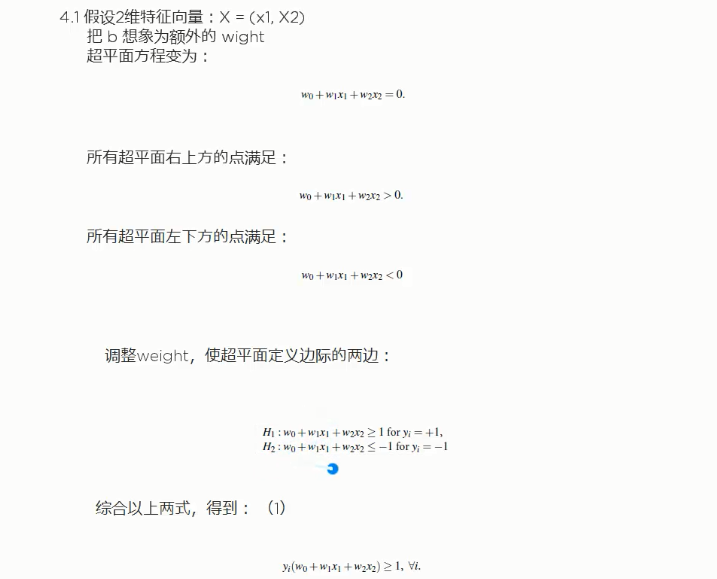 4.1 假设2维特征向量：X = (x1, X2)
把 b 想象为额外的 wight
超平面方程变为：
w₀ + w₁x₁ + w₂x₂ = 0.
所有超平面右上方的点满足：
w₀ + w₁x₁ + w₂x₂ > 0.
所有超平面左下方的点满足：
w₀ + w₁x₁ + w₂x₂ < 0
调整weight，使超平面定义边际的两边：
H₁ : w₀ + w₁x₁ + w₂x₂ ≥ 1 for yᵢ = +1,
H₂ : w₀ + w₁x₁ + w₂x₂ ≤ −1 for yᵢ = −1
综合以上两式，得到：（1）
yᵢ(w₀ + w₁x₁ + w₂x₂) ≥ 1, ∀i.